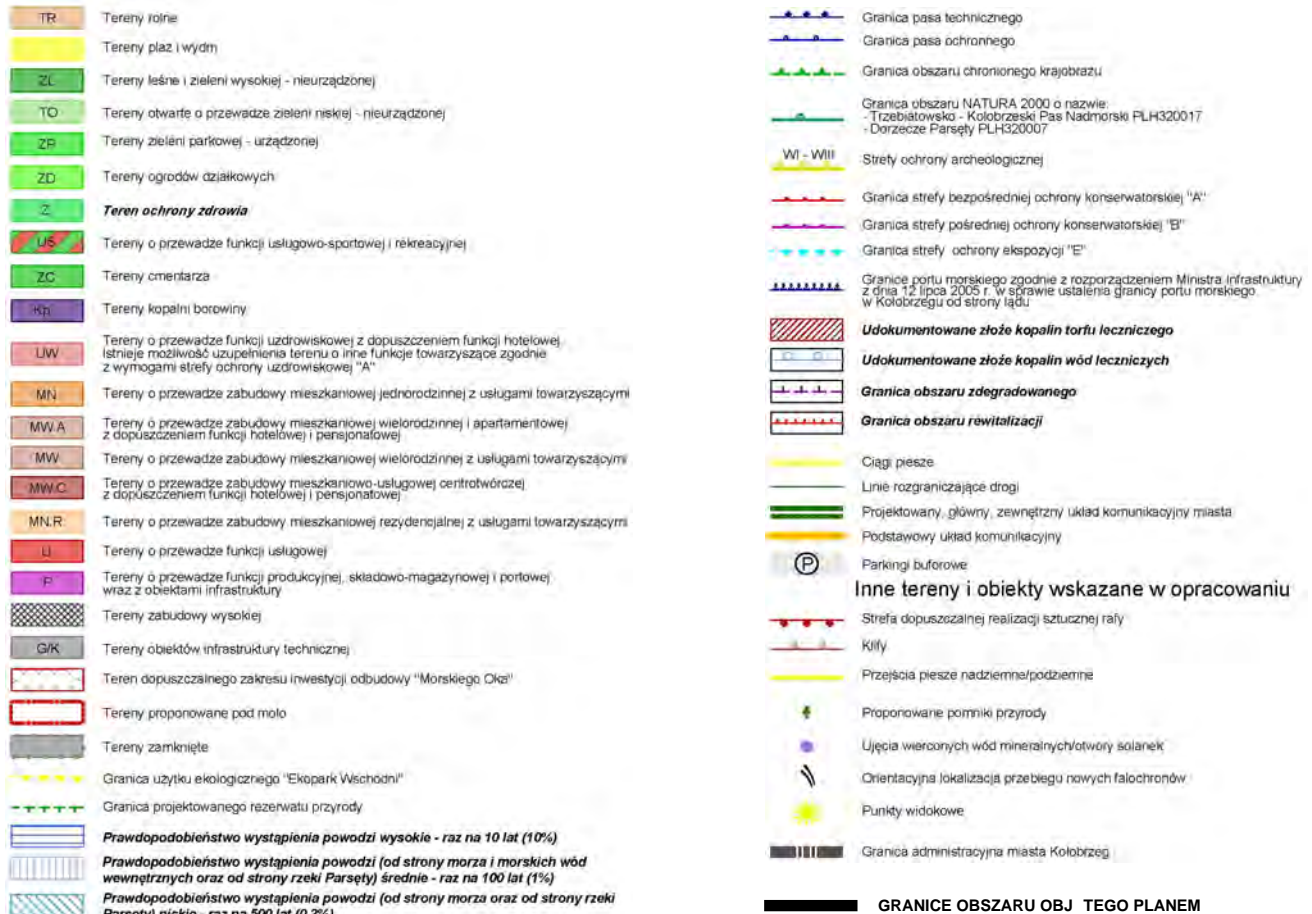 TR Tereny rolne
Tereny plaż i wydm
ZL Tereny leśne i zieleni wysokiej - nieurządzonej
TO Tereny otwarte o przewadze zieleni niskiej - nieurządzonej
ZP Tereny zieleni parkowej - urządzonej
ZD Tereny ogrodów działkowych
Z Teren ochrony zdrowia
US Tereny o przewadze funkcji usługowo-sportowej i rekreacyjnej
ZC Tereny cmentarza
Kp Tereny kopalni borowiny
UW Tereny o przewadze funkcji uzdrowiskowej z dopuszczeniem funkcji hotelowej.
Istnieje możliwość uzupełnienia terenu o inne funkcje towarzyszące zgodnie
z wymogami strefy ochrony uzdrowiskowej "A"
MN Tereny o przewadze zabudowy mieszkaniowej jednorodzinnej z usługami towarzyszącymi
MW.A Tereny o przewadze zabudowy mieszkaniowej wielorodzinnej i apartamentowej
z dopuszczeniem funkcji hotelowej i pensjonatowej
MW Tereny o przewadze zabudowy mieszkaniowej wielorodzinnej z usługami towarzyszącymi
MW.C Tereny o przewadze zabudowy mieszkaniowo-usługowej centrotwórczej
z dopuszczeniem funkcji hotelowej i pensjonatowej
MN.R Tereny o przewadze zabudowy mieszkaniowej rezydencjalnej z usługami towarzyszącymi
U Tereny o przewadze funkcji usługowej
P Tereny o przewadze funkcji produkcyjnej, składowo-magazynowej i portowej
wraz z obiektami infrastruktury
Tereny zabudowy wysokiej
G/K Tereny obiektów infrastruktury technicznej
Teren dopuszczalnego zakresu inwestycji odbudowy "Morskiego Oka"
Tereny proponowane pod molo
Tereny zamknięte
Granica użytku ekologicznego "Ekopark Wschodni"
Granica projektowanego rezerwatu przyrody
Prawdopodobieństwo wystąpienia powodzi wysokie - raz na 10 lat (10%)
Prawdopodobieństwo wystąpienia powodzi (od strony morza i morskich wód
wewnętrznych oraz od strony rzeki Parsęty) średnie - raz na 100 lat (1%)
Prawdopodobieństwo wystąpienia powodzi (od strony morza oraz od strony rzeki
Parsęty) niskie - raz na 500 lat (0,2%)
Granica pasa technicznego
Granica pasa ochronnego
Granica obszaru chronionego krajobrazu
Granica obszaru NATURA 2000 o nazwie:
- Trzebiatowsko - Kołobrzeski Pas Nadmorski PLH320017
- Dorzecze Parsęty PLH320007
WI - WIII Strefy ochrony archeologicznej
Granica strefy bezpośredniej ochrony konserwatorskiej "A"
Granica strefy pośredniej ochrony konserwatorskiej "B"
Granica strefy ochrony ekspozycji "E"
Granice portu morskiego zgodnie z rozporządzeniem Ministra Infrastruktury
z dnia 12 lipca 2005 r. w sprawie ustalenia granicy portu morskiego
w Kołobrzegu od strony lądu
Udokumentowane złoże kopalin torfu leczniczego
Udokumentowane złoże kopalin wód leczniczych
Granica obszaru zdegradowanego
Granica obszaru rewitalizacji
Ciągi piesze
Linie rozgraniczające drogi
Projektowany, główny, zewnętrzny układ komunikacyjny miasta
Podstawowy układ komunikacyjny
P Parkingi buforowe
Inne tereny i obiekty wskazane w opracowaniu
Strefa dopuszczalnej realizacji sztucznej rafy
Klify
Przejścia piesze nadziemne/podziemne
Proponowane pomniki przyrody
Ujęcia wierconych wód mineralnych/otwory solanek
Orientacyjna lokalizacja przebiegu nowych falochronów
Punkty widokowe
Granica administracyjna miasta Kołobrzeg
GRANICE OBSZARU OBJ TEGO PLANEM